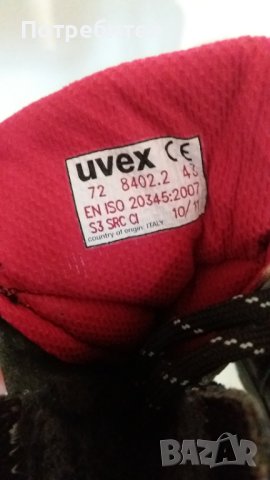 Потребител
uvex CE
72 8402.2 43
EN ISO 20345:2007
S3 SRC CI 10/11
country of origin: ITALY
BAZAR